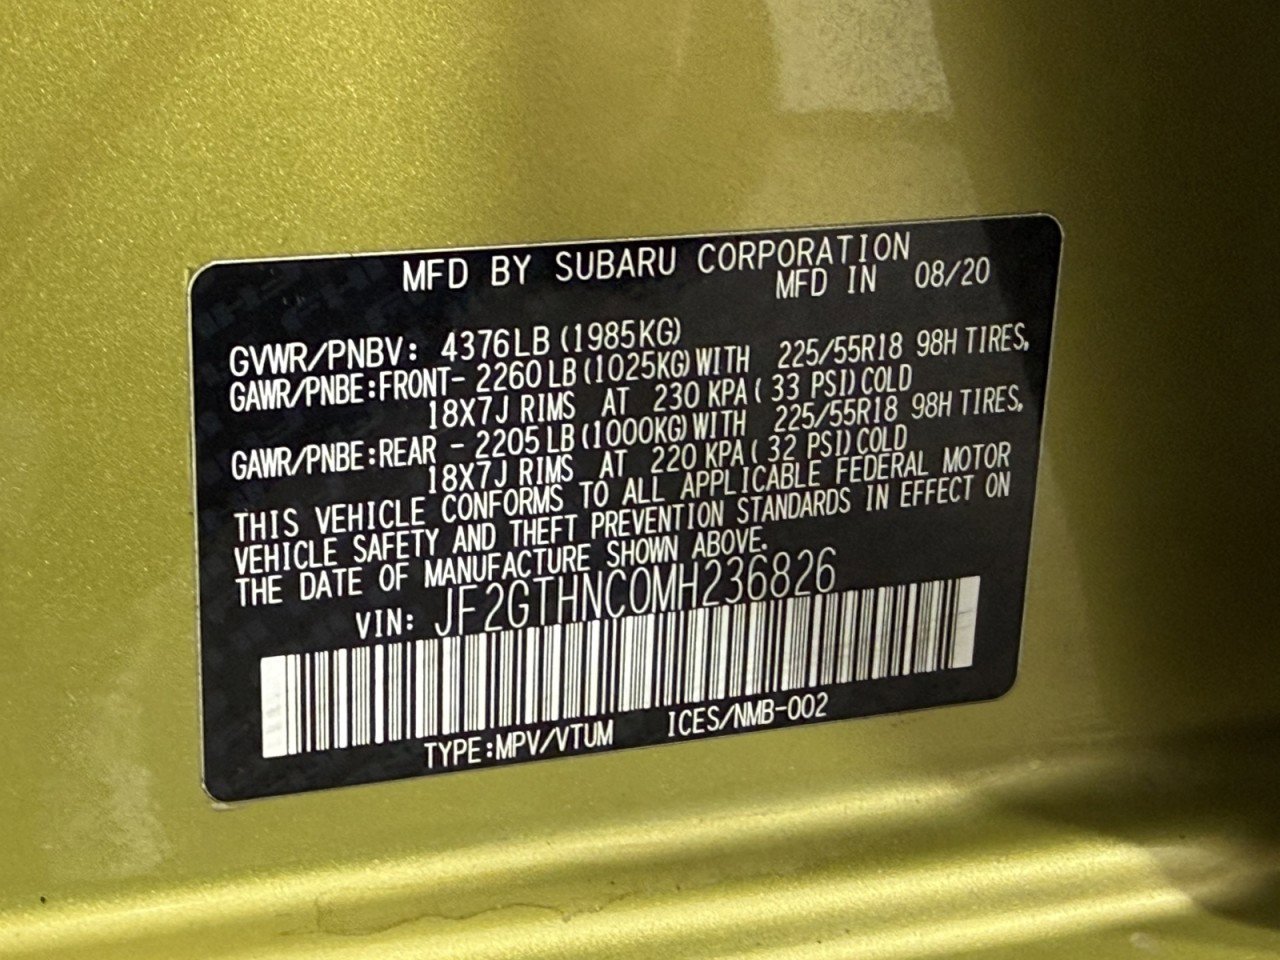 MFD BY SUBARU CORPORATION
MFD IN 08/20
GVWR/PNBV: 4376LB (1985KG)
GAWR/PNBE:FRONT- 2260LB(1025KG)WITH 225/55R18 98H TIRES,
18X7J RIMS AT 230 KPA( 33 PSI)COLD
GAWR/PNBE:REAR - 2205LB(1000KG)WITH 225/55R18 98H TIRES,
18X7J RIMS AT 220 KPA( 32 PSI)COLD
THIS VEHICLE CONFORMS TO ALL APPLICABLE FEDERAL MOTOR
VEHICLE SAFETY AND THEFT PREVENTION STANDARDS IN EFFECT ON
THE DATE OF MANUFACTURE SHOWN ABOVE.
VIN: JF2GTHNC0MH236826
TYPE:MPV/VTUM ICES/NMB-002